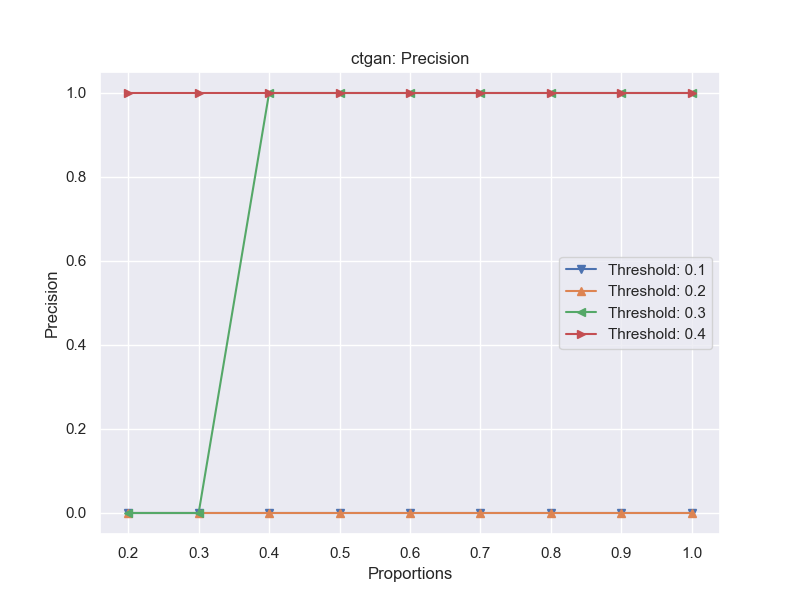 ctgan: Precision
1.0
0.8
0.6
0.4
0.2
0.0
Precision
Threshold: 0.1
Threshold: 0.2
Threshold: 0.3
Threshold: 0.4
0.2 0.3 0.4 0.5 0.6 0.7 0.8 0.9 1.0
Proportions